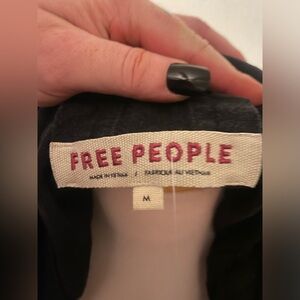 FREE PEOPLE
MADE IN VIETNAM / FABRIQUÉ AU VIETNAM
M